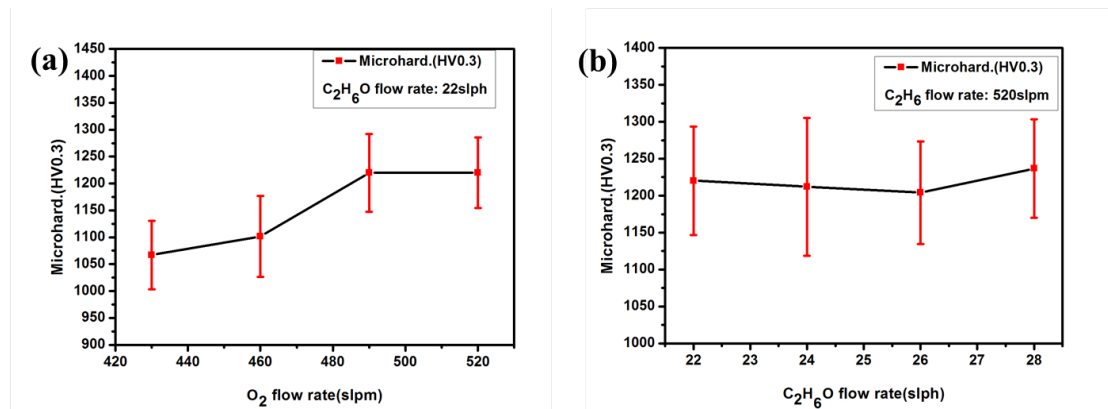 (a)
Microhard.(HV0.3)
1450
1400
1350
1300
1250
1200
1150
1100
1050
1000
950
900
Microhard.(HV0.3)
C2H6O flow rate: 22slph
420 440 460 480 500 520
O2 flow rate(slpm)
(b)
Microhard.(HV0.3)
1400
1350
1300
1250
1200
1150
1100
1050
1000
Microhard.(HV0.3)
C2H6 flow rate: 520slpm
22 23 24 25 26 27 28
C2H6O flow rate(slph)